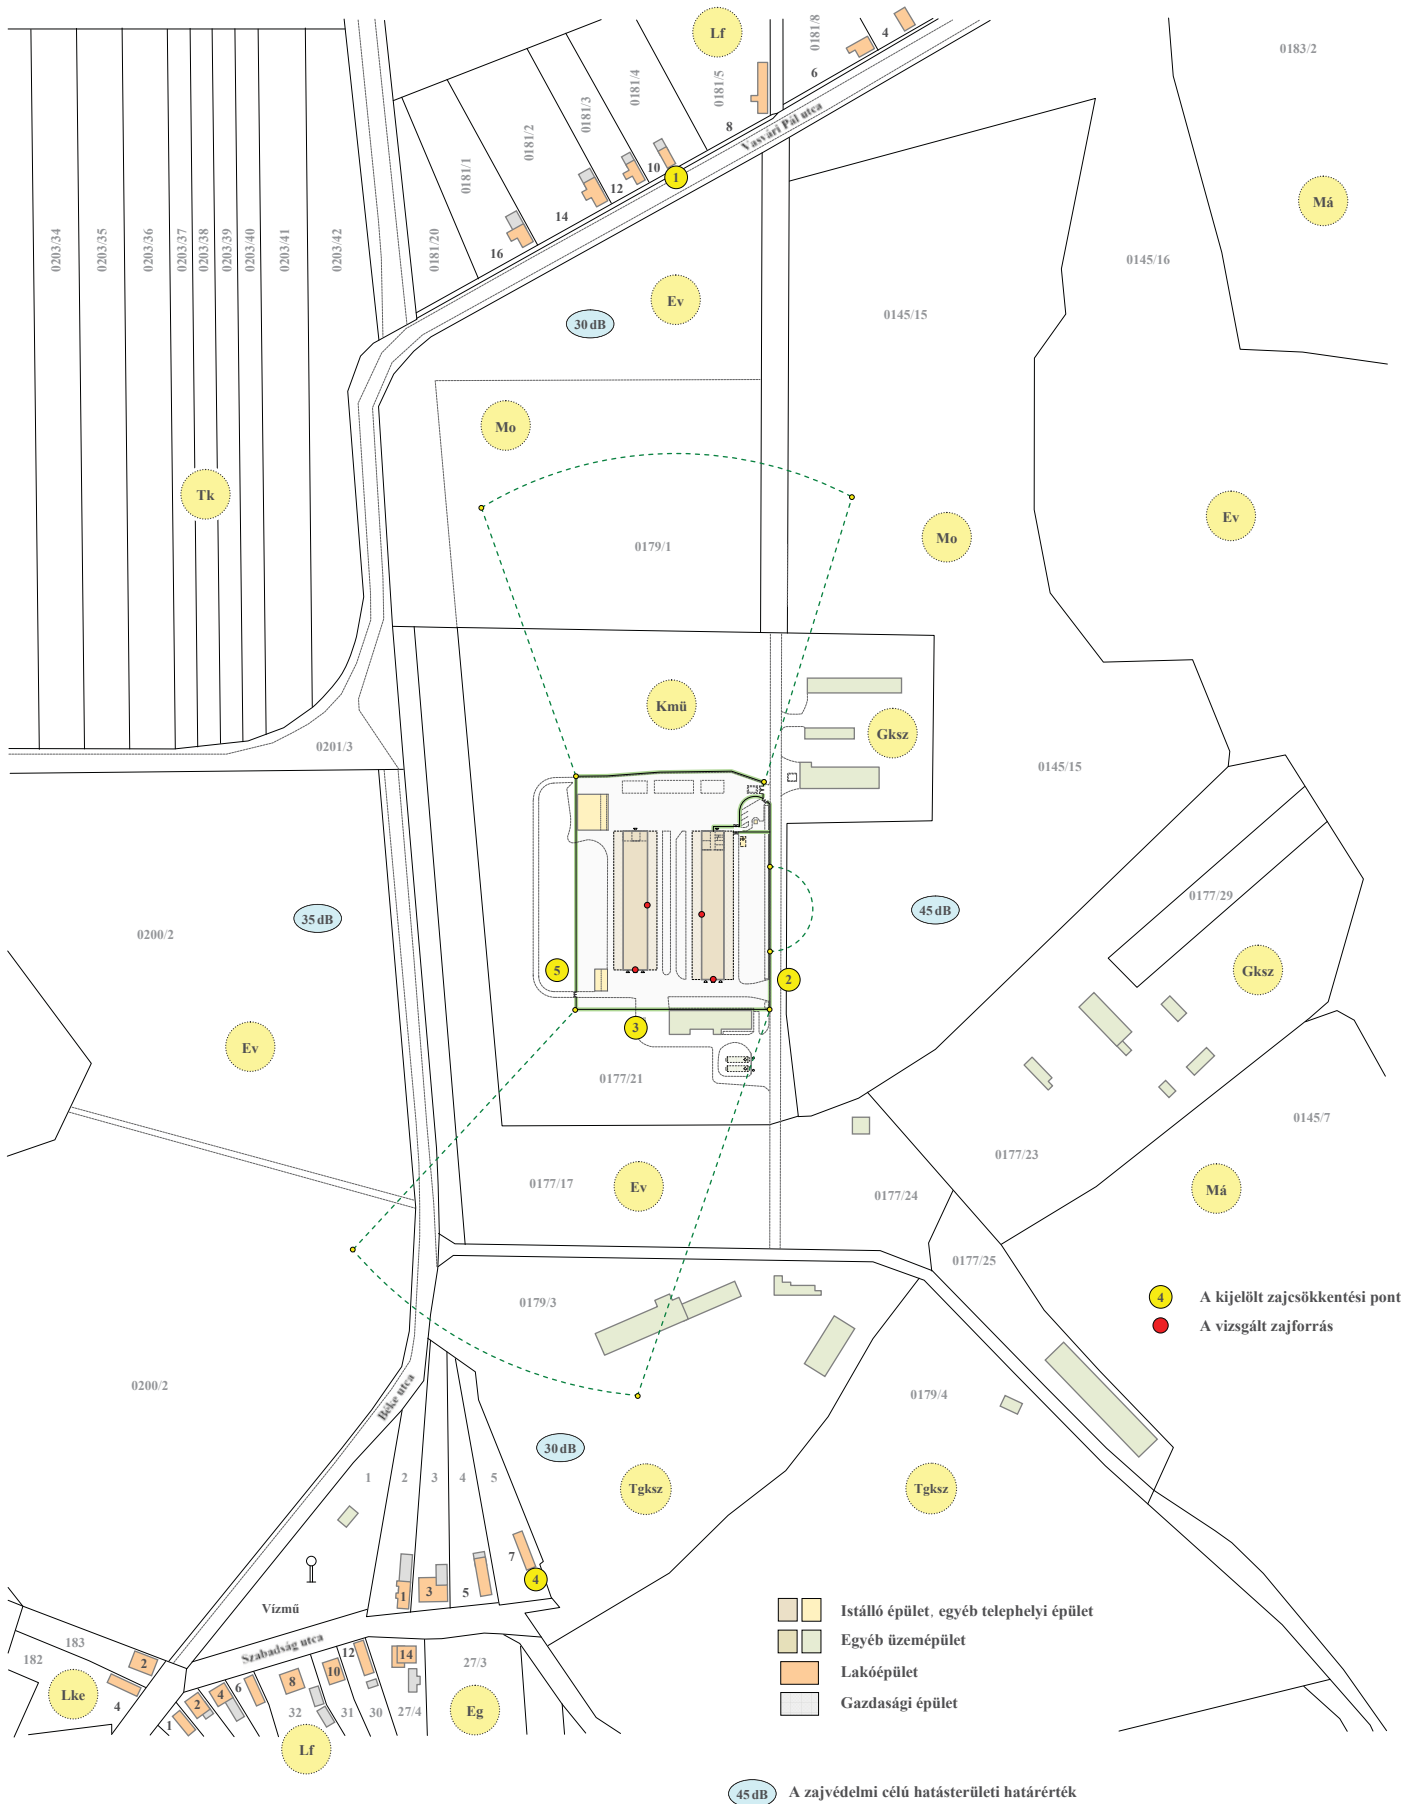 Lf
0181/8
4
0183/2
6
0181/5
0181/4
8
Vasvári Pál utca
0181/3
0181/2
10
1
0181/1
12
14
16
Má
0203/34
0203/35
0203/36
0203/37
0203/38
0203/39
0203/40
0203/41
0203/42
0181/20
0145/16
Ev
0145/15
30 dB
Mo
Tk
Ev
Mo
0179/1
Kmü
Gksz
0201/3
0145/15
0177/29
35 dB
45 dB
0200/2
5
2
Gksz
3
Ev
0177/21
0145/7
0177/23
0177/17
Ev
0177/24
Má
0177/25
4 A kijelölt zajcsökkentési pont
A vizsgált zajforrás
0179/3
0200/2
Béke utca
0179/4
30 dB
1
2
3
4
5
Tgksz
Tgksz
7
4
1
3
5
Vízmű
Istálló épület, egyéb telephelyi épület
Egyéb üzemépület
Lakóépület
Gazdasági épület
183
182
2
Szabadság utca
12
14
27/3
Lke
4
1
2
4
6
8
10
32
31
30
27/4
Eg
Lf
45 dB A zajvédelmi célú hatásterületi határérték